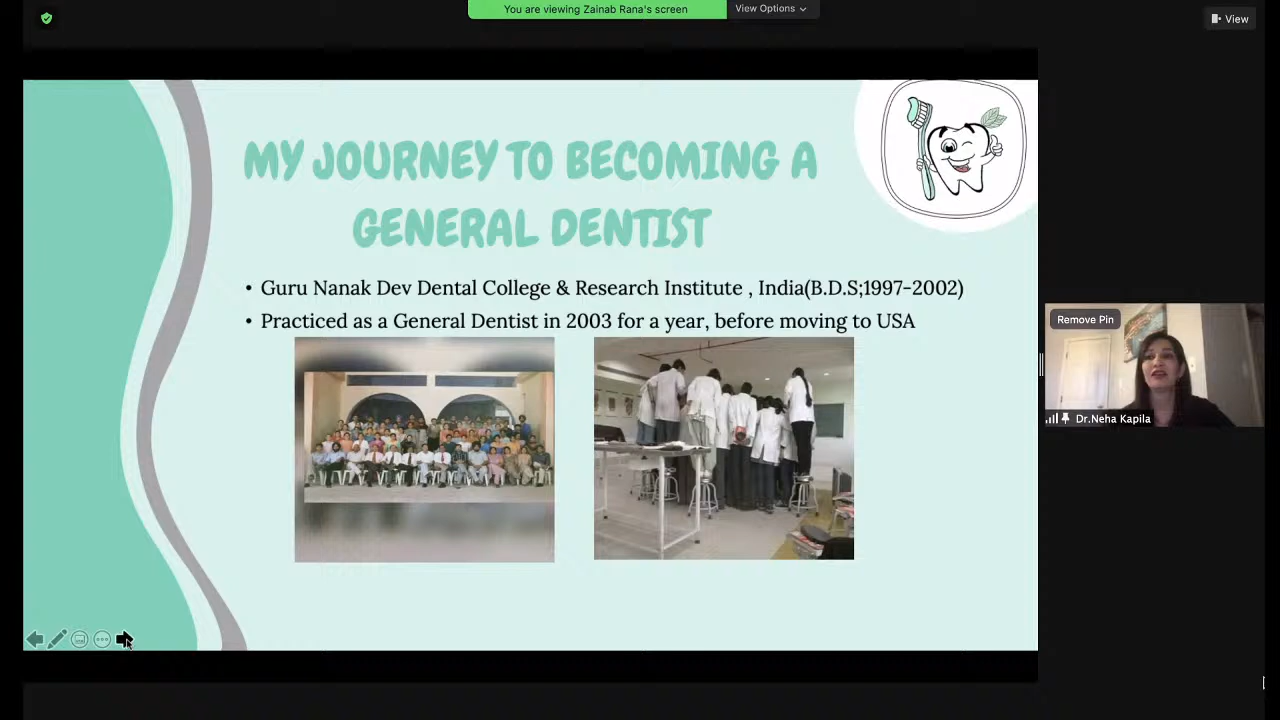 You are viewing Zainab Rana's screen
View Options
View
MY JOURNEY TO BECOMING A
GENERAL DENTIST
• Guru Nanak Dev Dental College & Research Institute , India(B.D.S;1997-2002)
• Practiced as a General Dentist in 2003 for a year, before moving to USA
Remove Pin
Dr.Neha Kapila